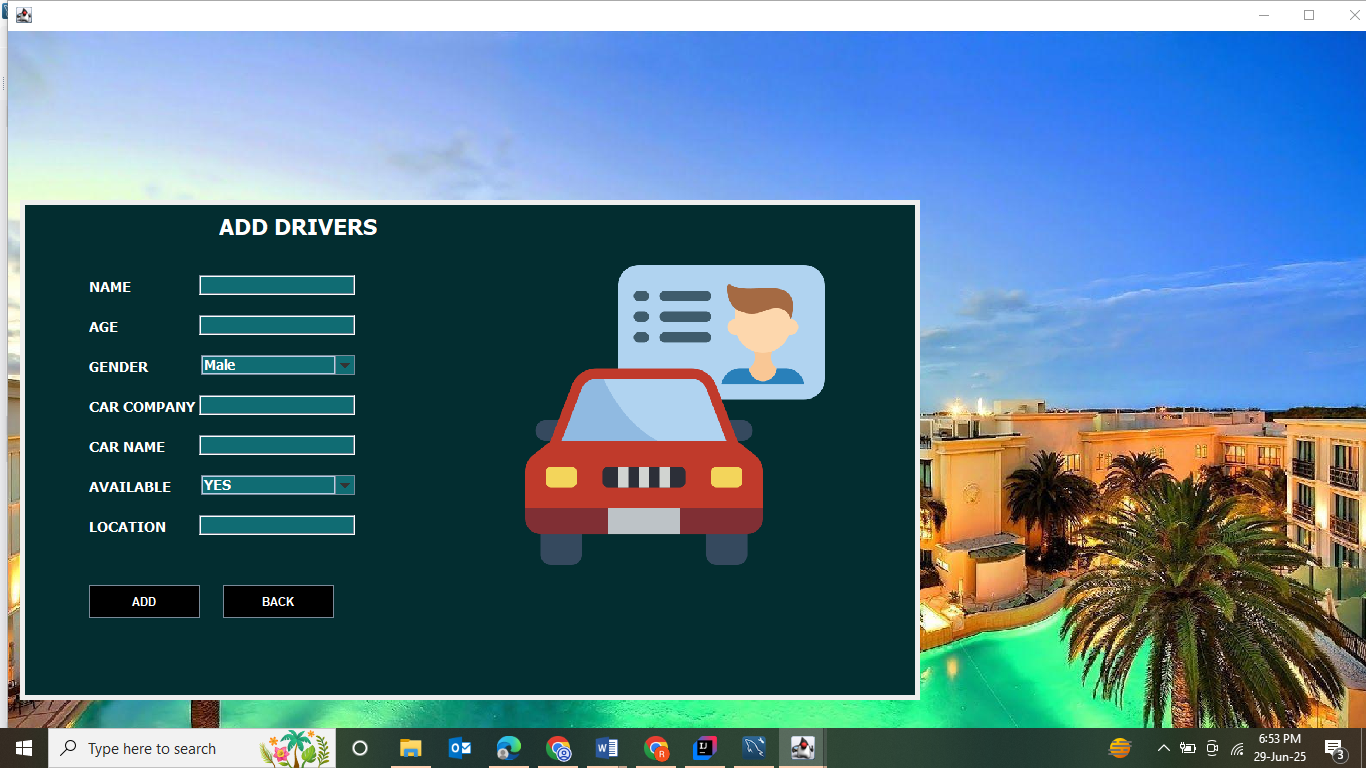 ADD DRIVERS
NAME
AGE
GENDER Male
CAR COMPANY
CAR NAME
AVAILABLE YES
LOCATION
ADD BACK
Type here to search
6:53 PM
29-Jun-25
3